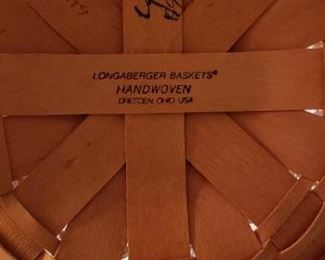 LONGABERGER BASKETS®
HANDWOVEN
DRESDEN OHIO USA